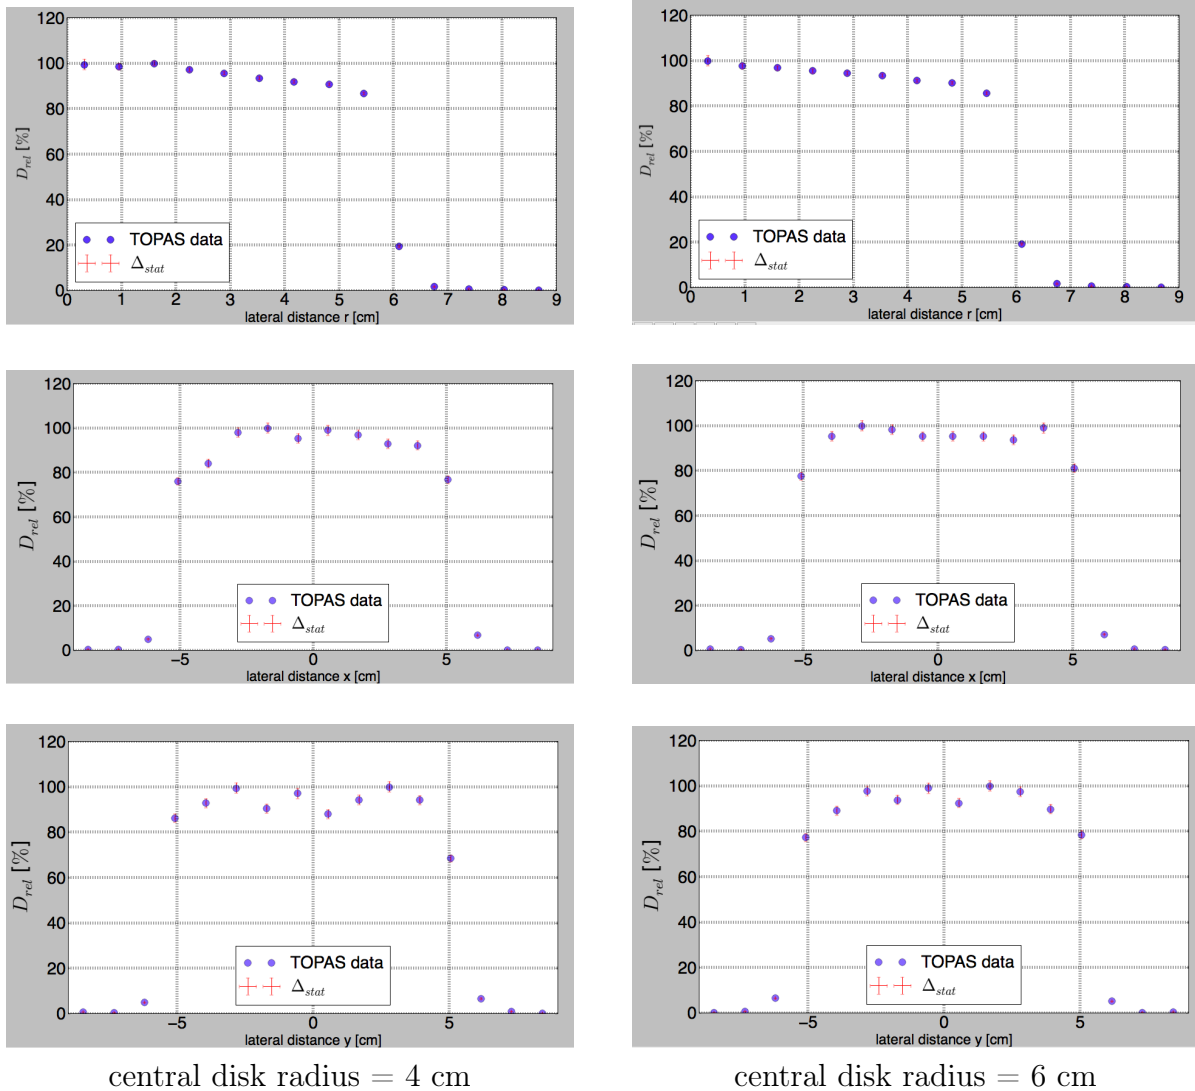 120
100
80
60
40
20
0
D_rel [%]
TOPAS data
Δ_stat
0 1 2 3 4 5 6 7 8 9
lateral distance r [cm]
120
100
80
60
40
20
0
D_rel [%]
TOPAS data
Δ_stat
0 1 2 3 4 5 6 7 8 9
lateral distance r [cm]
120
100
80
60
40
20
0
D_rel [%]
TOPAS data
Δ_stat
−5 0 5
lateral distance x [cm]
120
100
80
60
40
20
0
D_rel [%]
TOPAS data
Δ_stat
−5 0 5
lateral distance x [cm]
120
100
80
60
40
20
0
D_rel [%]
TOPAS data
Δ_stat
−5 0 5
lateral distance y [cm]
120
100
80
60
40
20
0
D_rel [%]
TOPAS data
Δ_stat
−5 0 5
lateral distance y [cm]
central disk radius = 4 cm
central disk radius = 6 cm